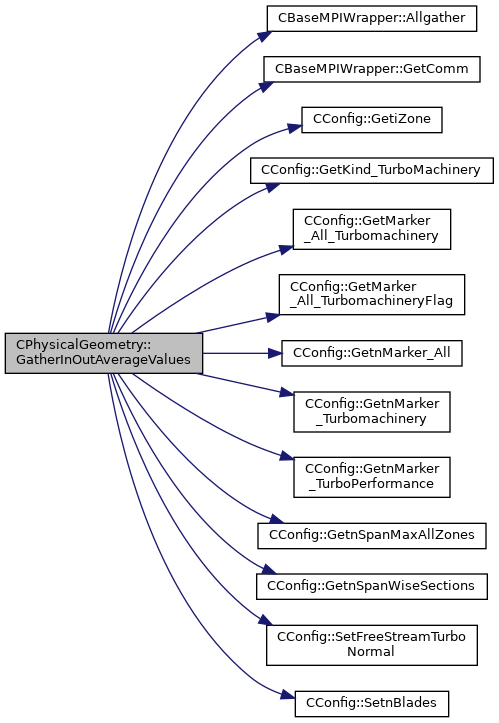 CBaseMPIWrapper::Allgather
CBaseMPIWrapper::GetComm
CConfig::GetiZone
CConfig::GetKind_TurboMachinery
CConfig::GetMarker
_All_Turbomachinery
CConfig::GetMarker
_All_TurbomachineryFlag
CPhysicalGeometry::
GatherInOutAverageValues
CConfig::GetnMarker_All
CConfig::GetnMarker
_Turbomachinery
CConfig::GetnMarker
_TurboPerformance
CConfig::GetnSpanMaxAllZones
CConfig::GetnSpanWiseSections
CConfig::SetFreeStreamTurbo
Normal
CConfig::SetnBlades